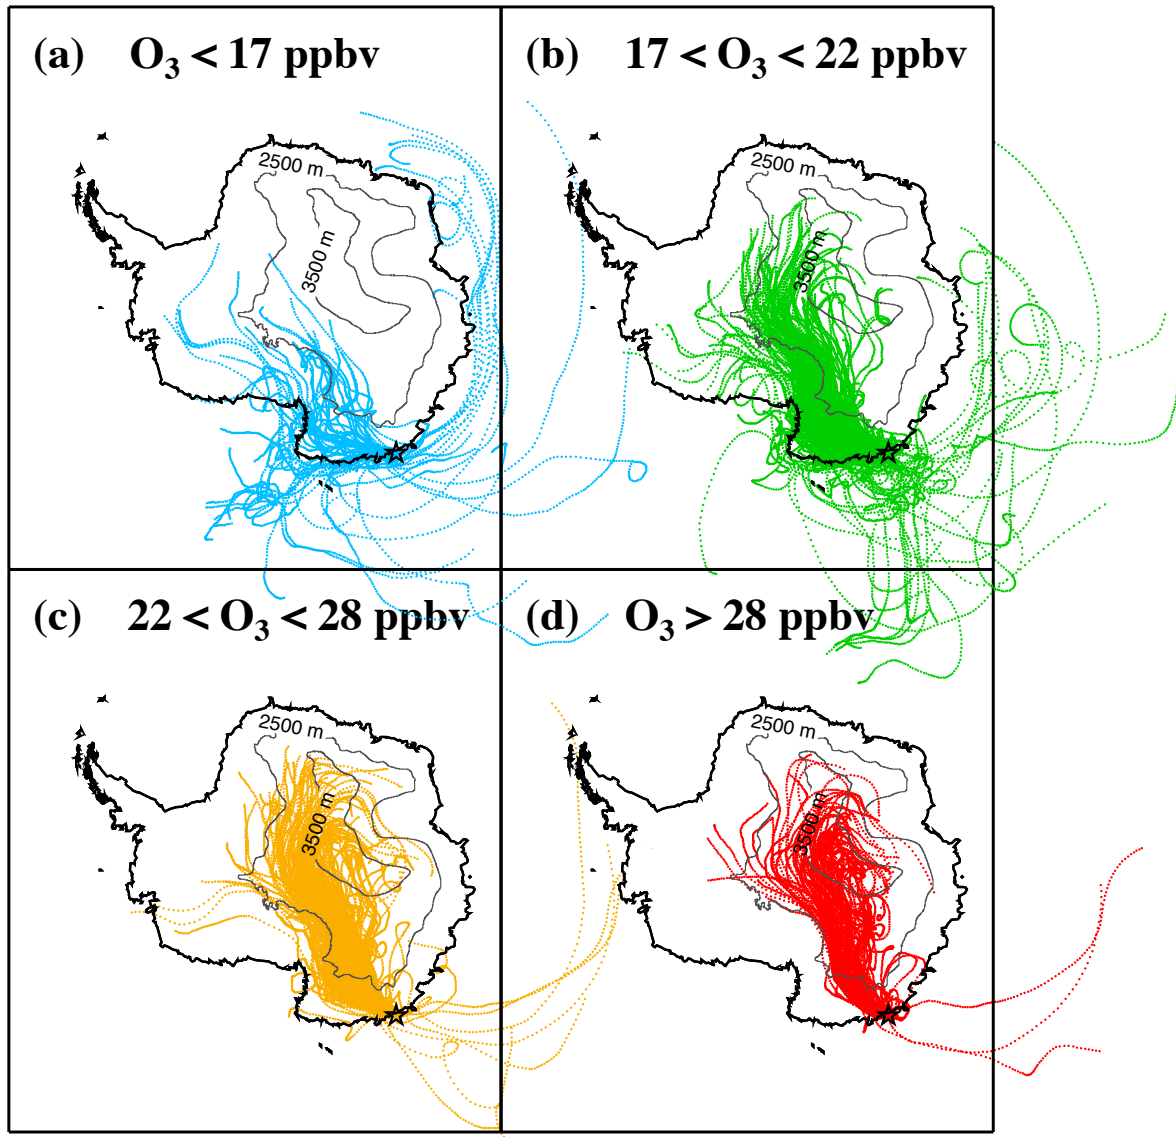 (a) O₃ < 17 ppbv
(b) 17 < O₃ < 22 ppbv
2500 m
3500 m
2500 m
3500 m
(c) 22 < O₃ < 28 ppbv
(d) O₃ > 28 ppbv
2500 m
3500 m
2500 m
3500 m